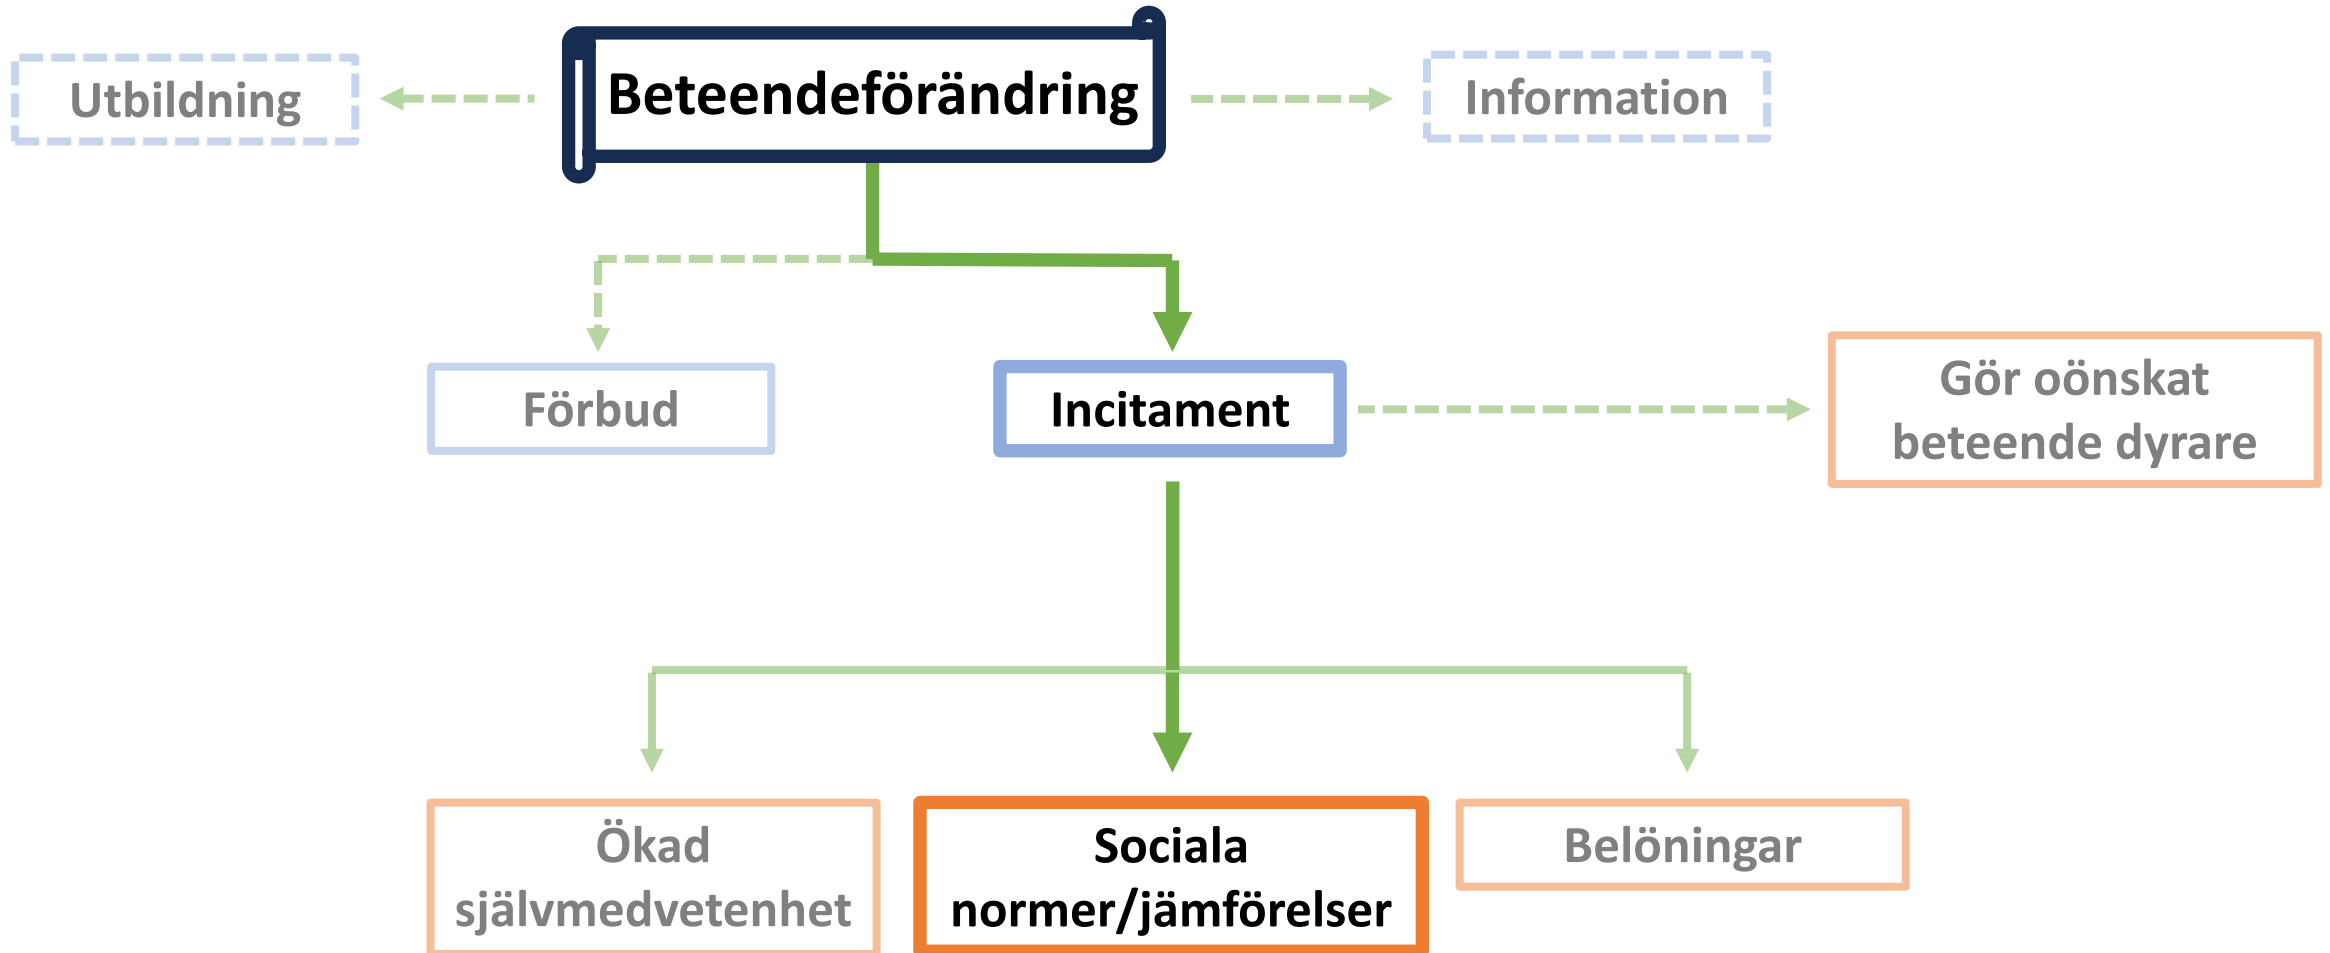 Utbildning
Beteendeförändring
Information
Förbud
Incitament
Gör oönskat
beteende dyrare
Ökad
självmedvetenhet
Sociala
normer/jämförelser
Belöningar